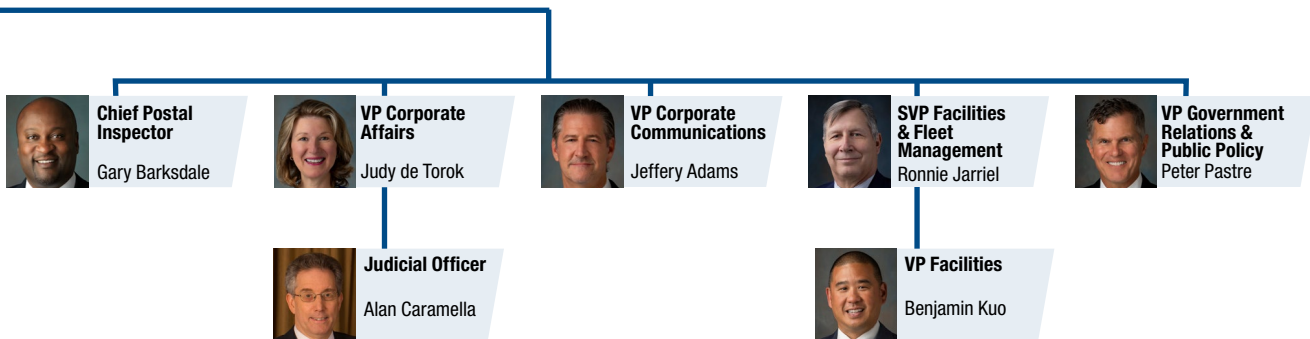 Chief Postal
Inspector
Gary Barksdale
VP Corporate
Affairs
Judy de Torok
VP Corporate
Communications
Jeffery Adams
SVP Facilities
& Fleet
Management
Ronnie Jarriel
VP Government
Relations &
Public Policy
Peter Pastre
Judicial Officer
Alan Caramella
VP Facilities
Benjamin Kuo